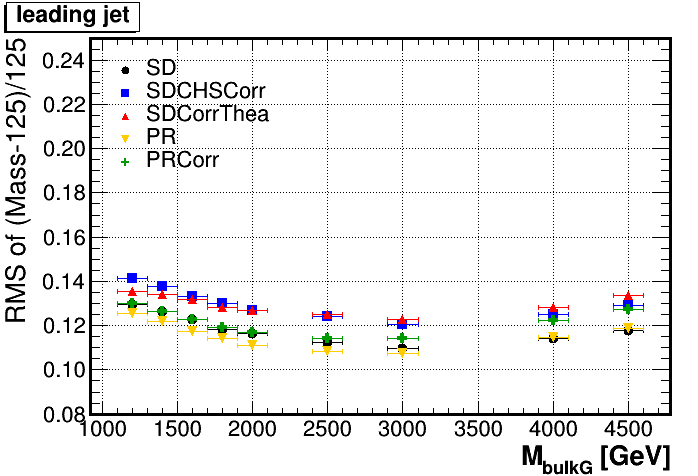 leading jet
RMS of (Mass-125)/125
0.24
0.22
0.20
0.18
0.16
0.14
0.12
0.10
0.08
SD
SDCHSCorr
SDCorrThea
PR
PRCorr
1000 1500 2000 2500 3000 3500 4000 4500
M_bulkG [GeV]